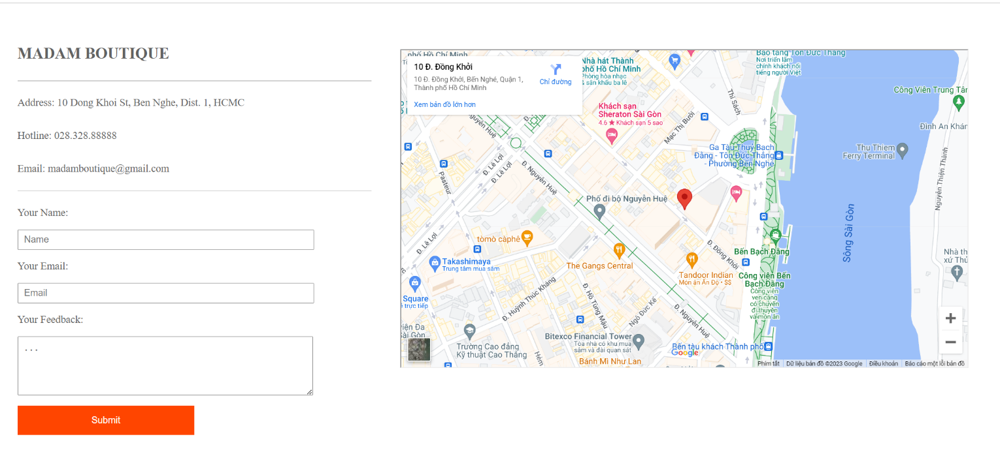 MADAM BOUTIQUE
Address: 10 Dong Khoi St, Ben Nghe, Dist. 1, HCMC
Hotline: 028.328.88888
Email: madamboutique@gmail.com
Your Name:
Name
Your Email:
Email
Your Feedback:
...
Submit
phố Hồ Chí Minh
10 Đ. Đồng Khởi
10 Đ. Đồng Khởi, Bến Nghé, Quận 1,
Thành phố Hồ Chí Minh
Chỉ đường
Xem bản đồ lớn hơn
Nhà hát Thành
phố Hồ Chí Minh
Phòng hòa nhạc
& sân khấu ba lê
Bảo tàng Tôn Đức Thắng
Nơi triển lãm
chính khách nổi
tiếng người Việt
Công Viên Trung
Thi Sách
Khách sạn
Sheraton Sài Gòn
4.6 ★ Khách sạn 5 sao
Mạc Thị Bưởi
Đình An
Nguyễn Huệ
Ga Tàu Thuỷ Bạch
Đằng - Tôn Đức Thắng
- Phường Bến Nghé
Thu Thiem
Ferry Terminal
Nguyễn Thiện Thành
Đ. Lê Lợi
Đ. Lê Lợi
Đ. Nguyễn Huệ
Pasteur
Phố đi bộ Nguyễn Huệ
Sông Sài Gòn
tòmò càphê
Đ. Lê Lợi
Đ. Đồng Khởi
Bến Bạch Đằng
Takashimaya
Trung tâm mua sắm
The Gangs Central
Nhà th
xứ
Tandoor Indian
Món ăn Ấn Độ • $$
Công viên Bến
Bạch Đằng
Công viên
ven cảng
có chuyến
đi thuyền
và món ăn
Square
trực tiếp
Đ. Huỳnh Thúc Kháng
Đ. Hồ Tùng Mậu
Ngô Đức Kế
Đ. Nguyễn Huệ
Sài Gòn
Trường Cao đẳng
Kỹ thuật Cao Thắng
Hẻm
Bitexco Financial Tower
Tòa nhà có khu mua
sắm và đài quan sát
Bánh Mì Như Lan
Bến tàu khách Thành phố
Google
+
−
Phím tắt
Dữ liệu bản đồ ©2023 Google
Điều khoản
Báo cáo một lỗi bản đồ